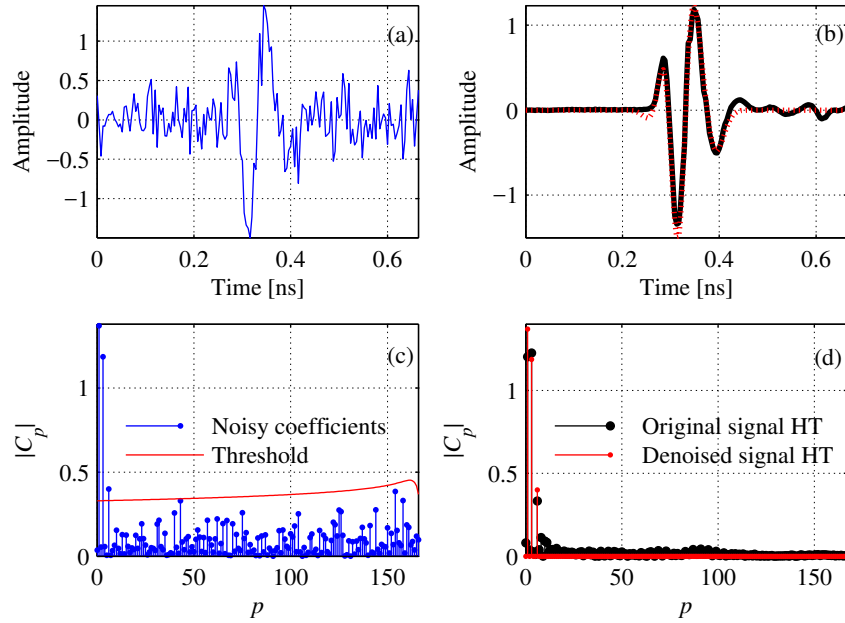 (a)
Amplitude
1
0.5
0
−0.5
−1
0
0.2
0.4
0.6
Time [ns]
(b)
Amplitude
1
0
−1
0
0.2
0.4
0.6
Time [ns]
(c)
|C_p|
1
0.5
0
Noisy coefficients
Threshold
0
50
100
150
p
(d)
|C_p|
1
0.5
0
Original signal HT
Denoised signal HT
0
50
100
150
p